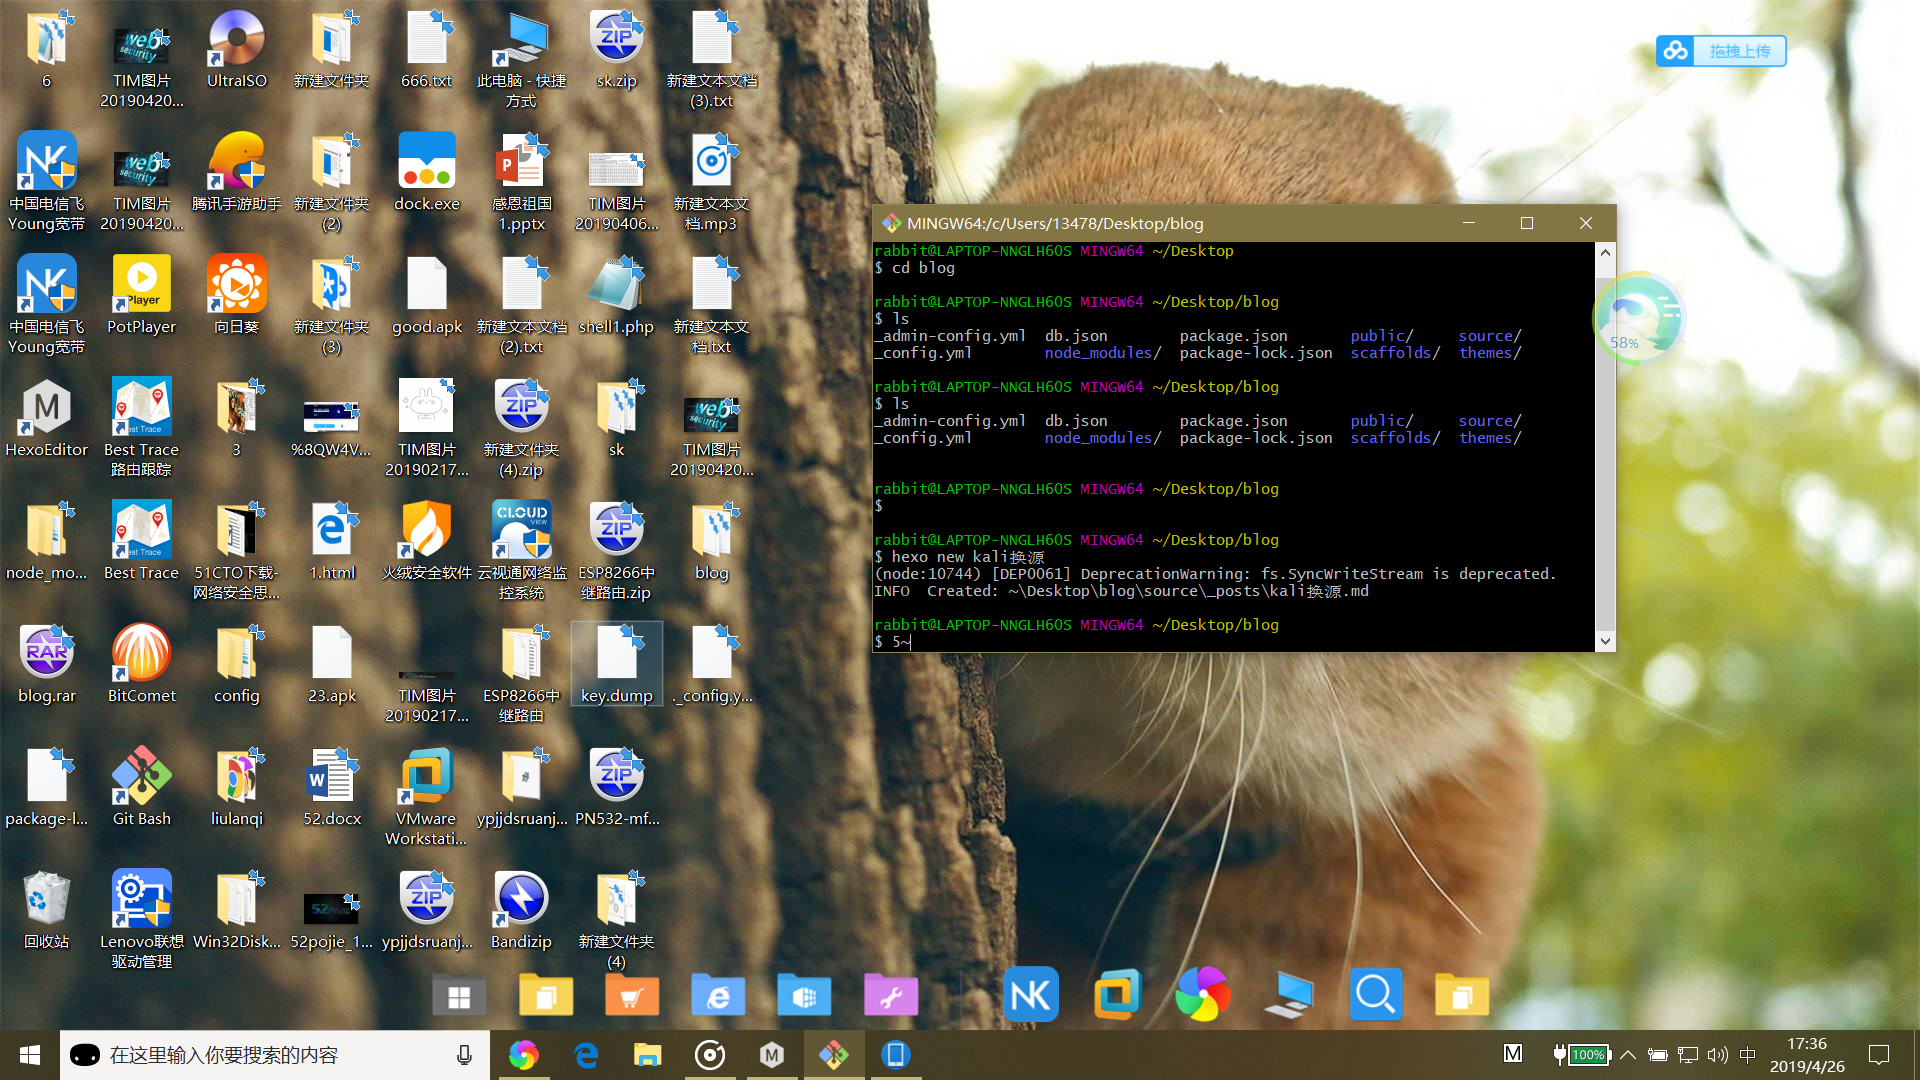 6
TIM图片
20190420...
UltraISO
新建文件夹
666.txt
此电脑 - 快捷
方式
sk.zip
新建文本文档
(3).txt
中国电信飞
Young宽带
TIM图片
20190420...
腾讯手游助手
新建文件夹
(2)
dock.exe
感恩祖国
1.pptx
TIM图片
20190406...
新建文本文
档.mp3
中国电信飞
Young宽带
PotPlayer
向日葵
新建文件夹
(3)
good.apk
新建文本文档
(2).txt
shell1.php
新建文本文
档.txt
HexoEditor
Best Trace
路由跟踪
3
%8QW4V...
TIM图片
20190217...
新建文件夹
(4).zip
sk
TIM图片
20190420...
node_mo...
Best Trace
51CTO下载-
网络安全思...
1.html
火绒安全软件
云视通网络监
控系统
ESP8266中
继路由.zip
blog
blog.rar
BitComet
config
23.apk
TIM图片
20190217...
ESP8266中
继路由
key.dump
._config.y...
package-l...
Git Bash
liulanqi
52.docx
VMware
Workstati...
ypjjdsruanj...
PN532-mf...
回收站
Lenovo联想
驱动管理
Win32Disk...
52pojie_1...
ypjjdsruanj...
Bandizip
新建文件夹
(4)
拖拽上传
58%
MINGW64:/c/Users/13478/Desktop/blog
rabbit@LAPTOP-NNGLH60S MINGW64 ~/Desktop
$ cd blog
rabbit@LAPTOP-NNGLH60S MINGW64 ~/Desktop/blog
$ ls
_admin-config.yml  db.json        package.json       public/     source/
_config.yml        node_modules/  package-lock.json  scaffolds/  themes/
rabbit@LAPTOP-NNGLH60S MINGW64 ~/Desktop/blog
$ ls
_admin-config.yml  db.json        package.json       public/     source/
_config.yml        node_modules/  package-lock.json  scaffolds/  themes/
rabbit@LAPTOP-NNGLH60S MINGW64 ~/Desktop/blog
$
rabbit@LAPTOP-NNGLH60S MINGW64 ~/Desktop/blog
$ hexo new kali换源
(node:10744) [DEP0061] DeprecationWarning: fs.SyncWriteStream is deprecated.
INFO  Created: ~\Desktop\blog\source\_posts\kali换源.md
rabbit@LAPTOP-NNGLH60S MINGW64 ~/Desktop/blog
$ 5~
在这里输入你要搜索的内容
M
100%
中
17:36
2019/4/26